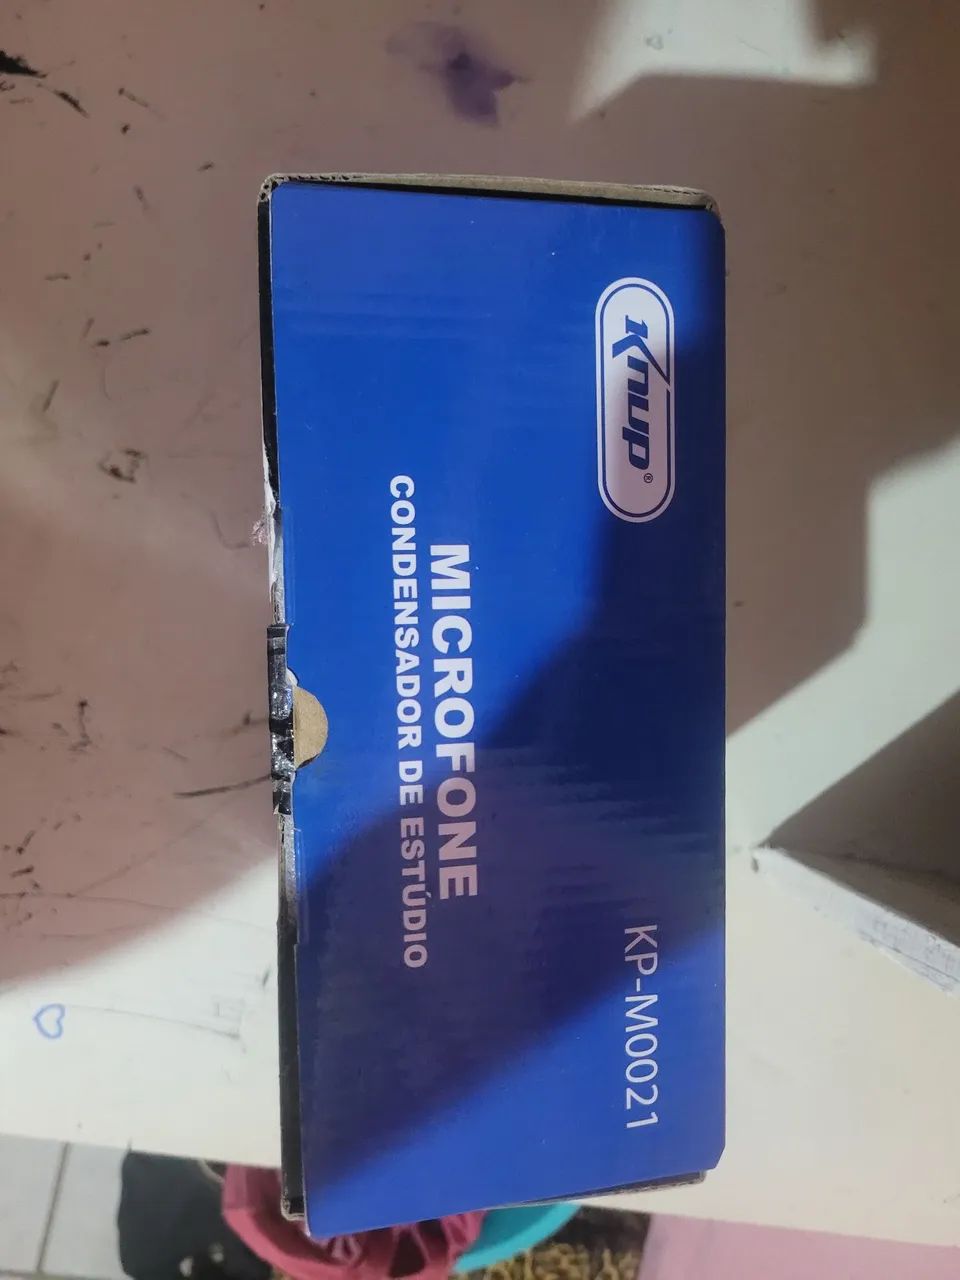 Knup®
KP-M0021
MICROFONE
CONDENSADOR DE ESTÚDIO